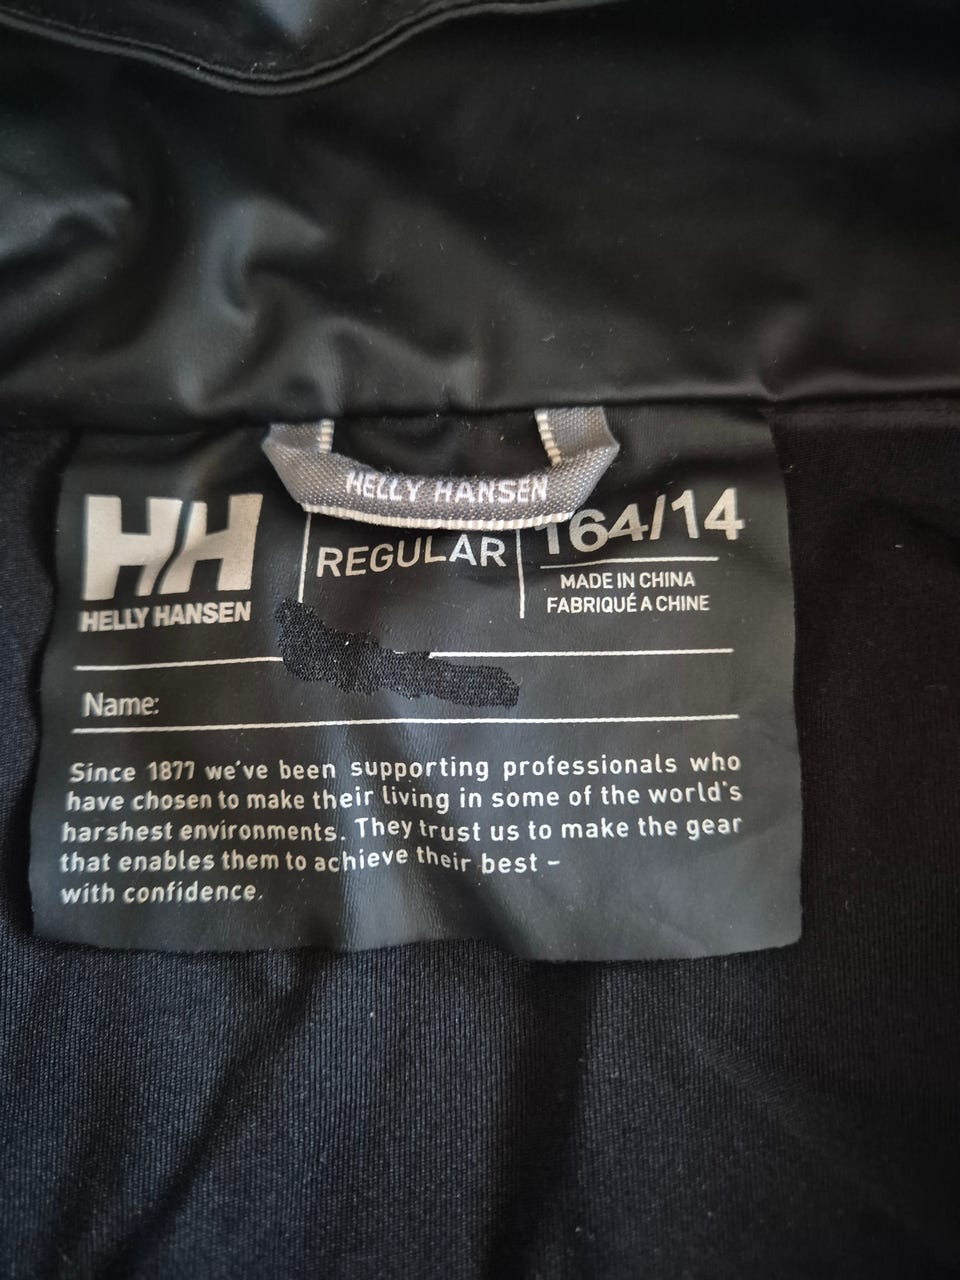 HELLY HANSEN
HH
HELLY HANSEN
REGULAR
164/14
MADE IN CHINA
FABRIQUÉ A CHINE
Name:
Since 1877 we've been supporting professionals who
have chosen to make their living in some of the world's
harshest environments. They trust us to make the gear
that enables them to achieve their best –
with confidence.